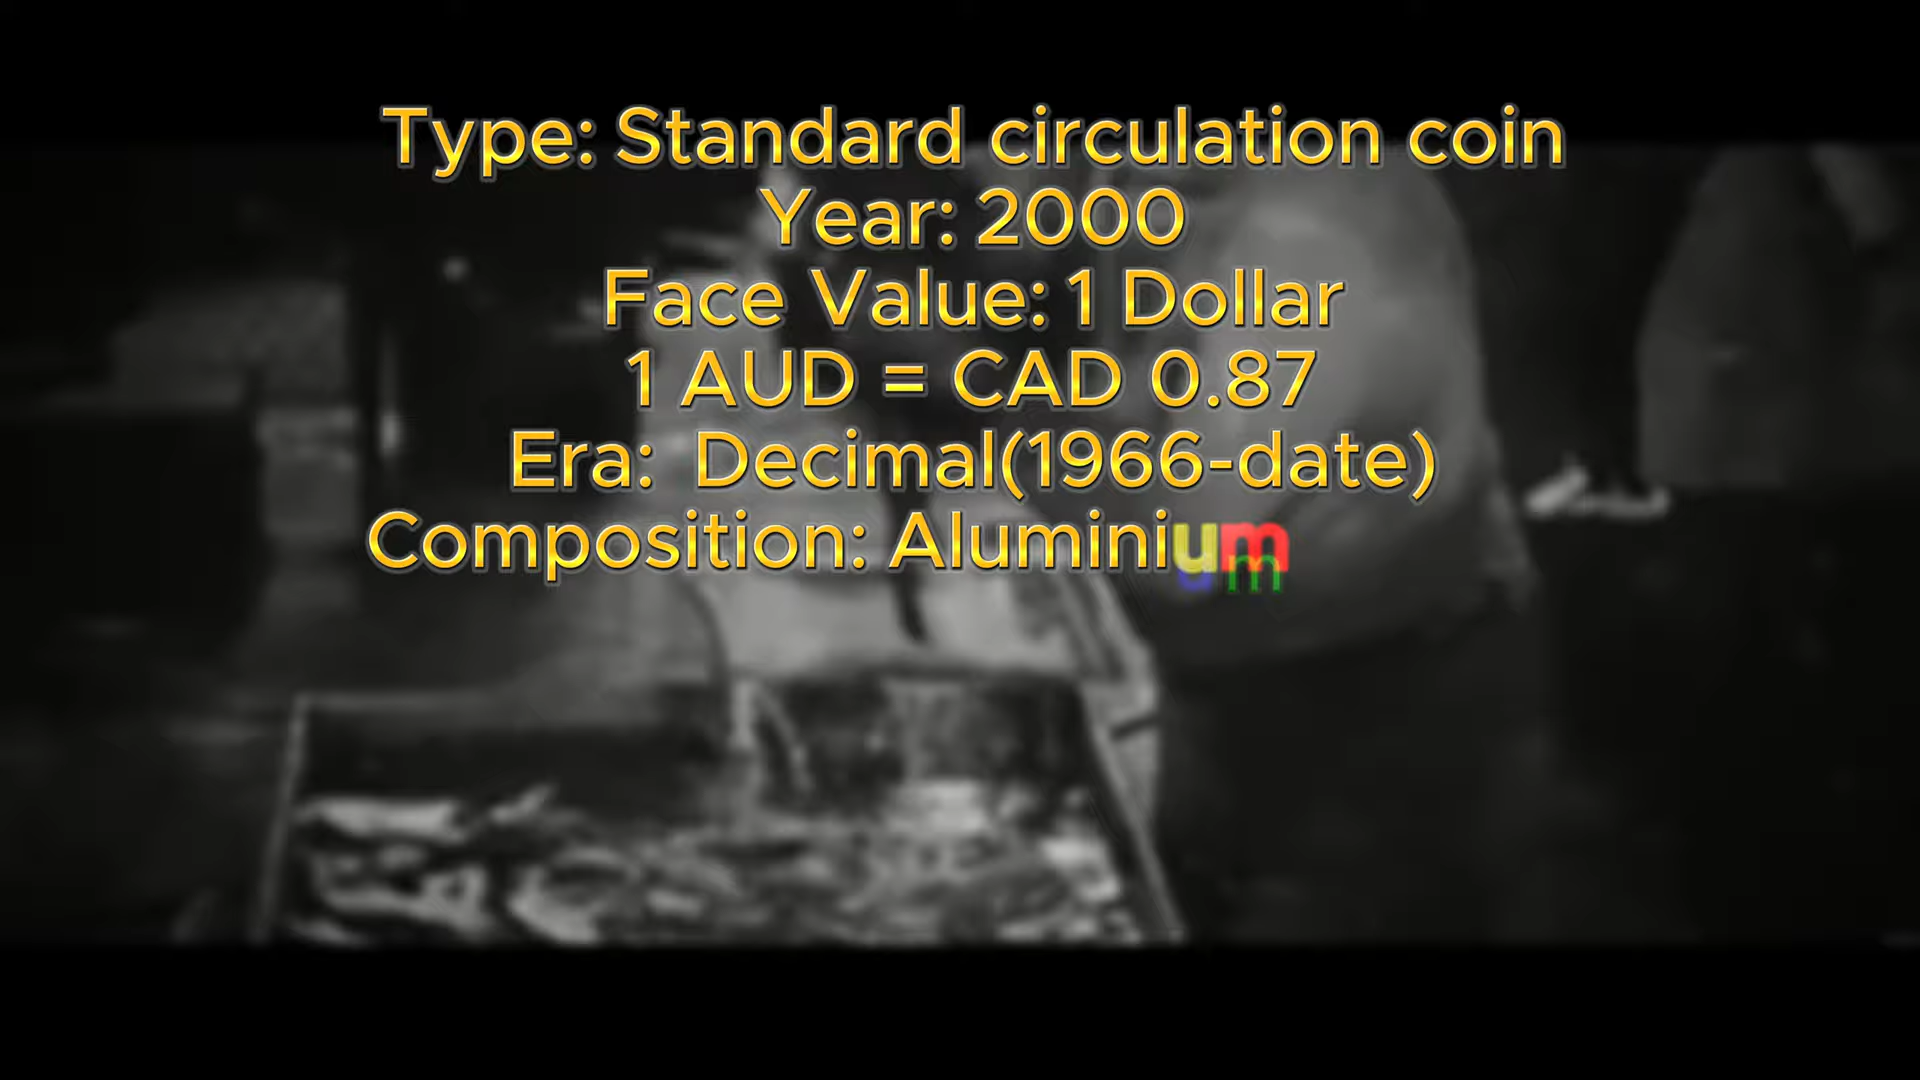 Type: Standard circulation coin
Year: 2000
Face Value: 1 Dollar
1 AUD = CAD 0.87
Era: Decimal(1966-date)
Composition: Aluminium